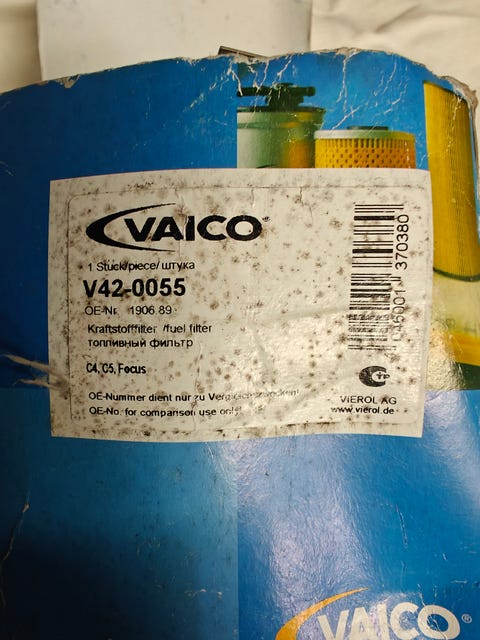 VAICO®
1 Stück/piece/штука
V42-0055
OE-Nr. 1906.89
Kraftstofffilter /fuel filter
топливный фильтр
C4, C5, Focus
OE-Nummer dient nur zu Vergleichszwecken!
OE-No. for comparison use only!
370380
VIEROL AG
www.vierol.de
VAICO®